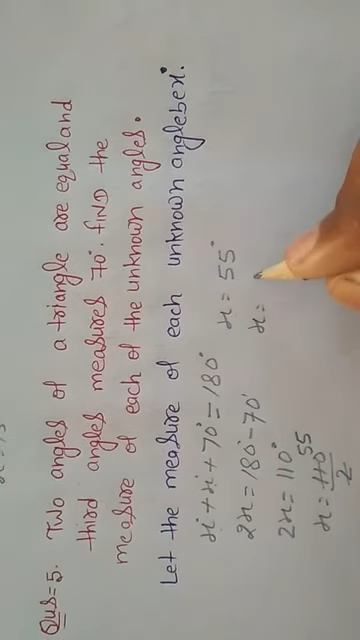 Qus=5. Two angles of a triangle are equal and
third angles measures 70°. Find the
measure of each of the unknown angles.
Let the measure of each unknown angle be x°.
x° + x° + 70° = 180°
2x = 180° - 70°
2x = 110°
x = 110 55
2
x = 55°
x =